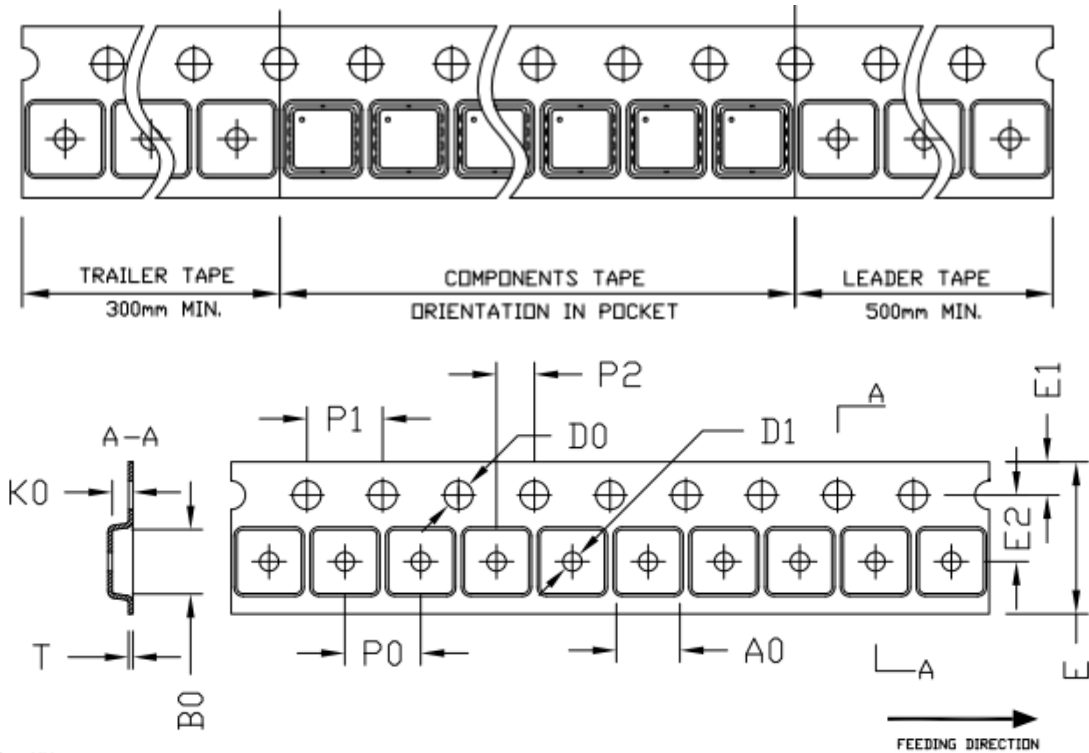 TRAILER TAPE
300mm MIN.
COMPONENTS TAPE
ORIENTATION IN POCKET
LEADER TAPE
500mm MIN.
P2
E1
P1
A
A-A
D0
D1
K0
E2
T
P0
A0
B0
A
E
FEEDING DIRECTION